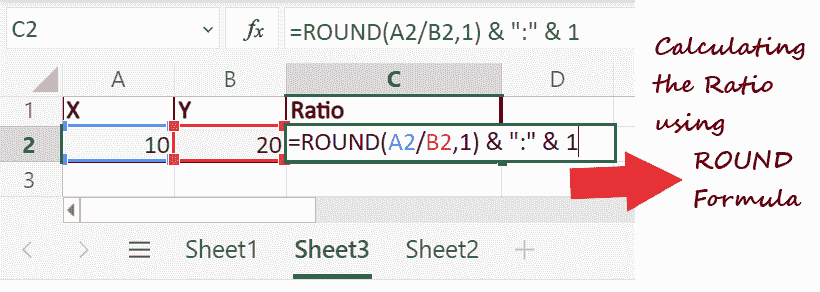 C2 fx =ROUND(A2/B2,1) & ":" & 1
A B C D
1 X Y Ratio
2 10 20 =ROUND(A2/B2,1) & ":" & 1
3
Sheet1 Sheet3 Sheet2
Calculating
the Ratio
using
ROUND
Formula